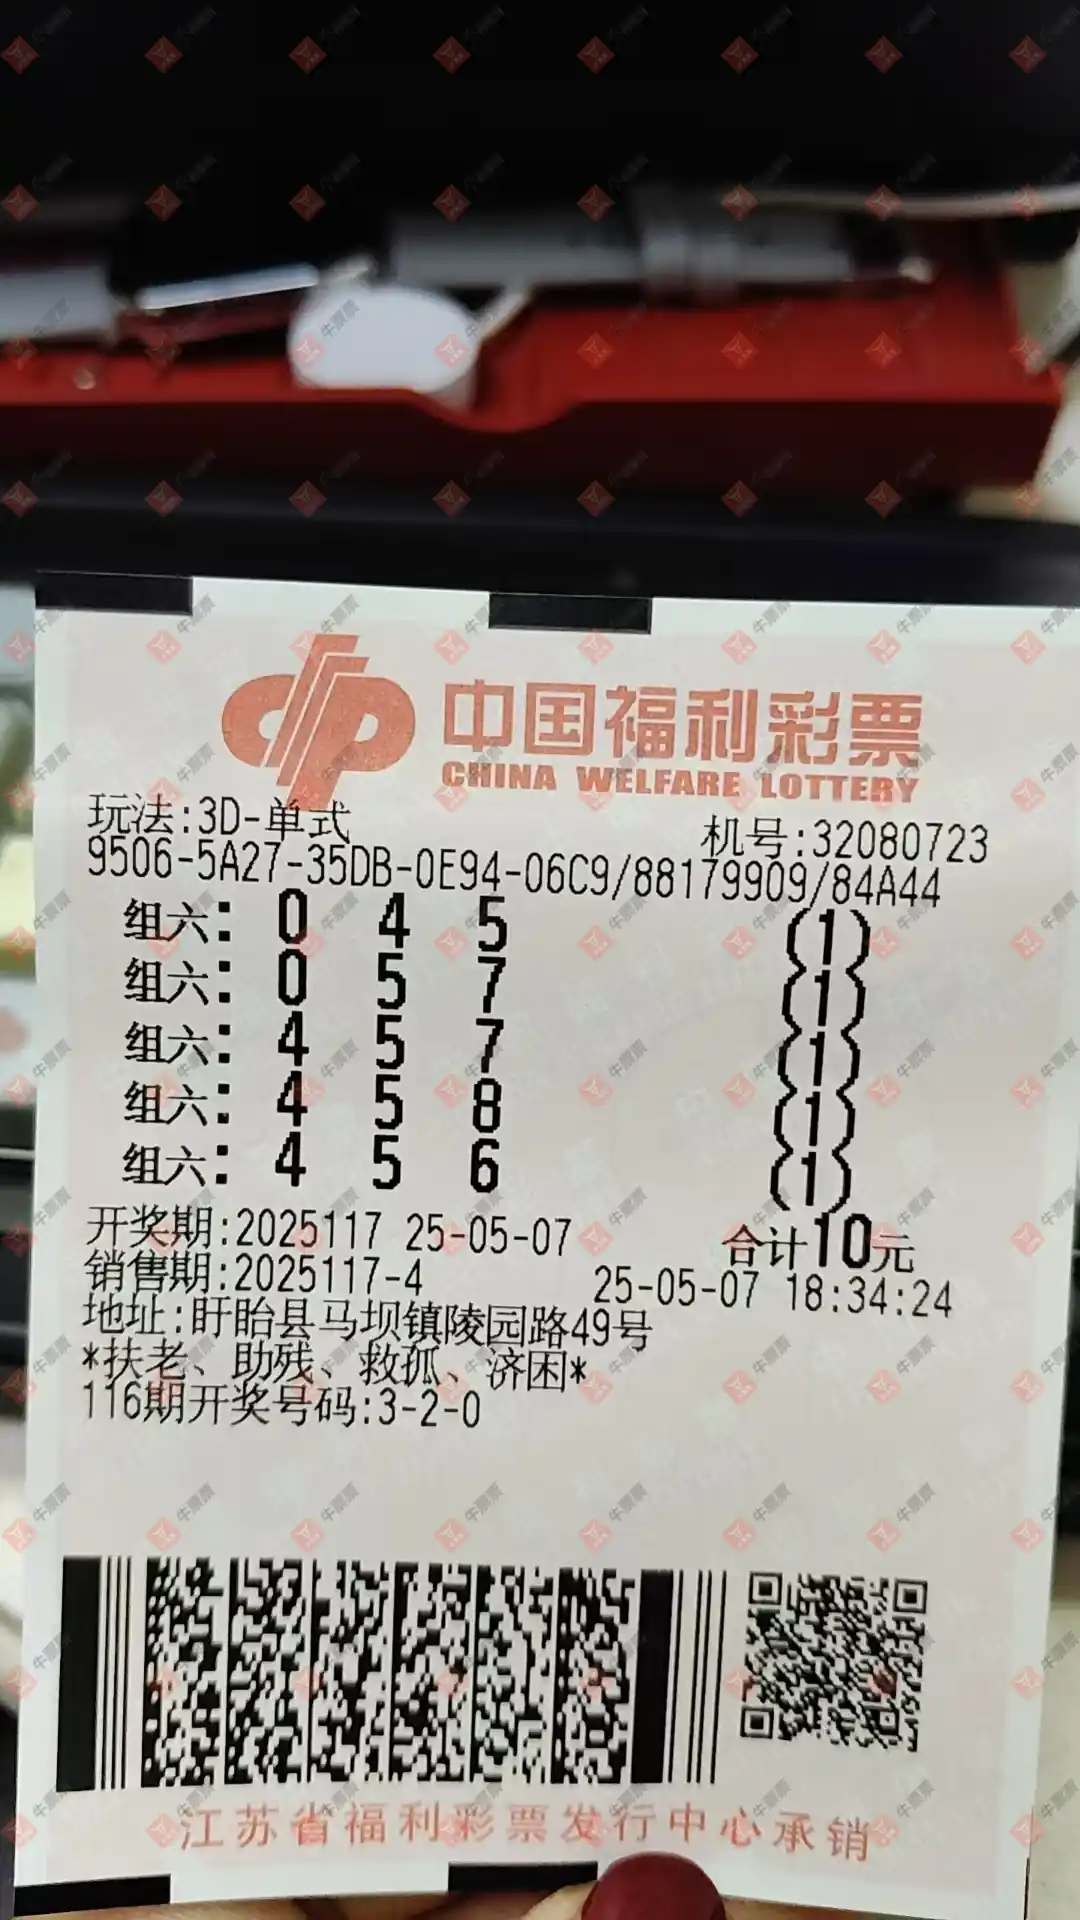 中国福利彩票
CHINA WELFARE LOTTERY
玩法:3D-单式
机号:32080723
9506-5A27-35DB-0E94-06C9/88179909/84A44
组六: 0 4 5 (1)
组六: 0 5 7 (1)
组六: 4 5 7 (1)
组六: 4 5 8 (1)
组六: 4 5 6 (1)
开奖期:2025117 25-05-07
合计10元
销售期:2025117-4
25-05-07 18:34:24
地址:盱眙县马坝镇陵园路49号
*扶老、助残、救孤、济困*
116期开奖号码:3-2-0
江苏省福利彩票发行中心承销
牛票票